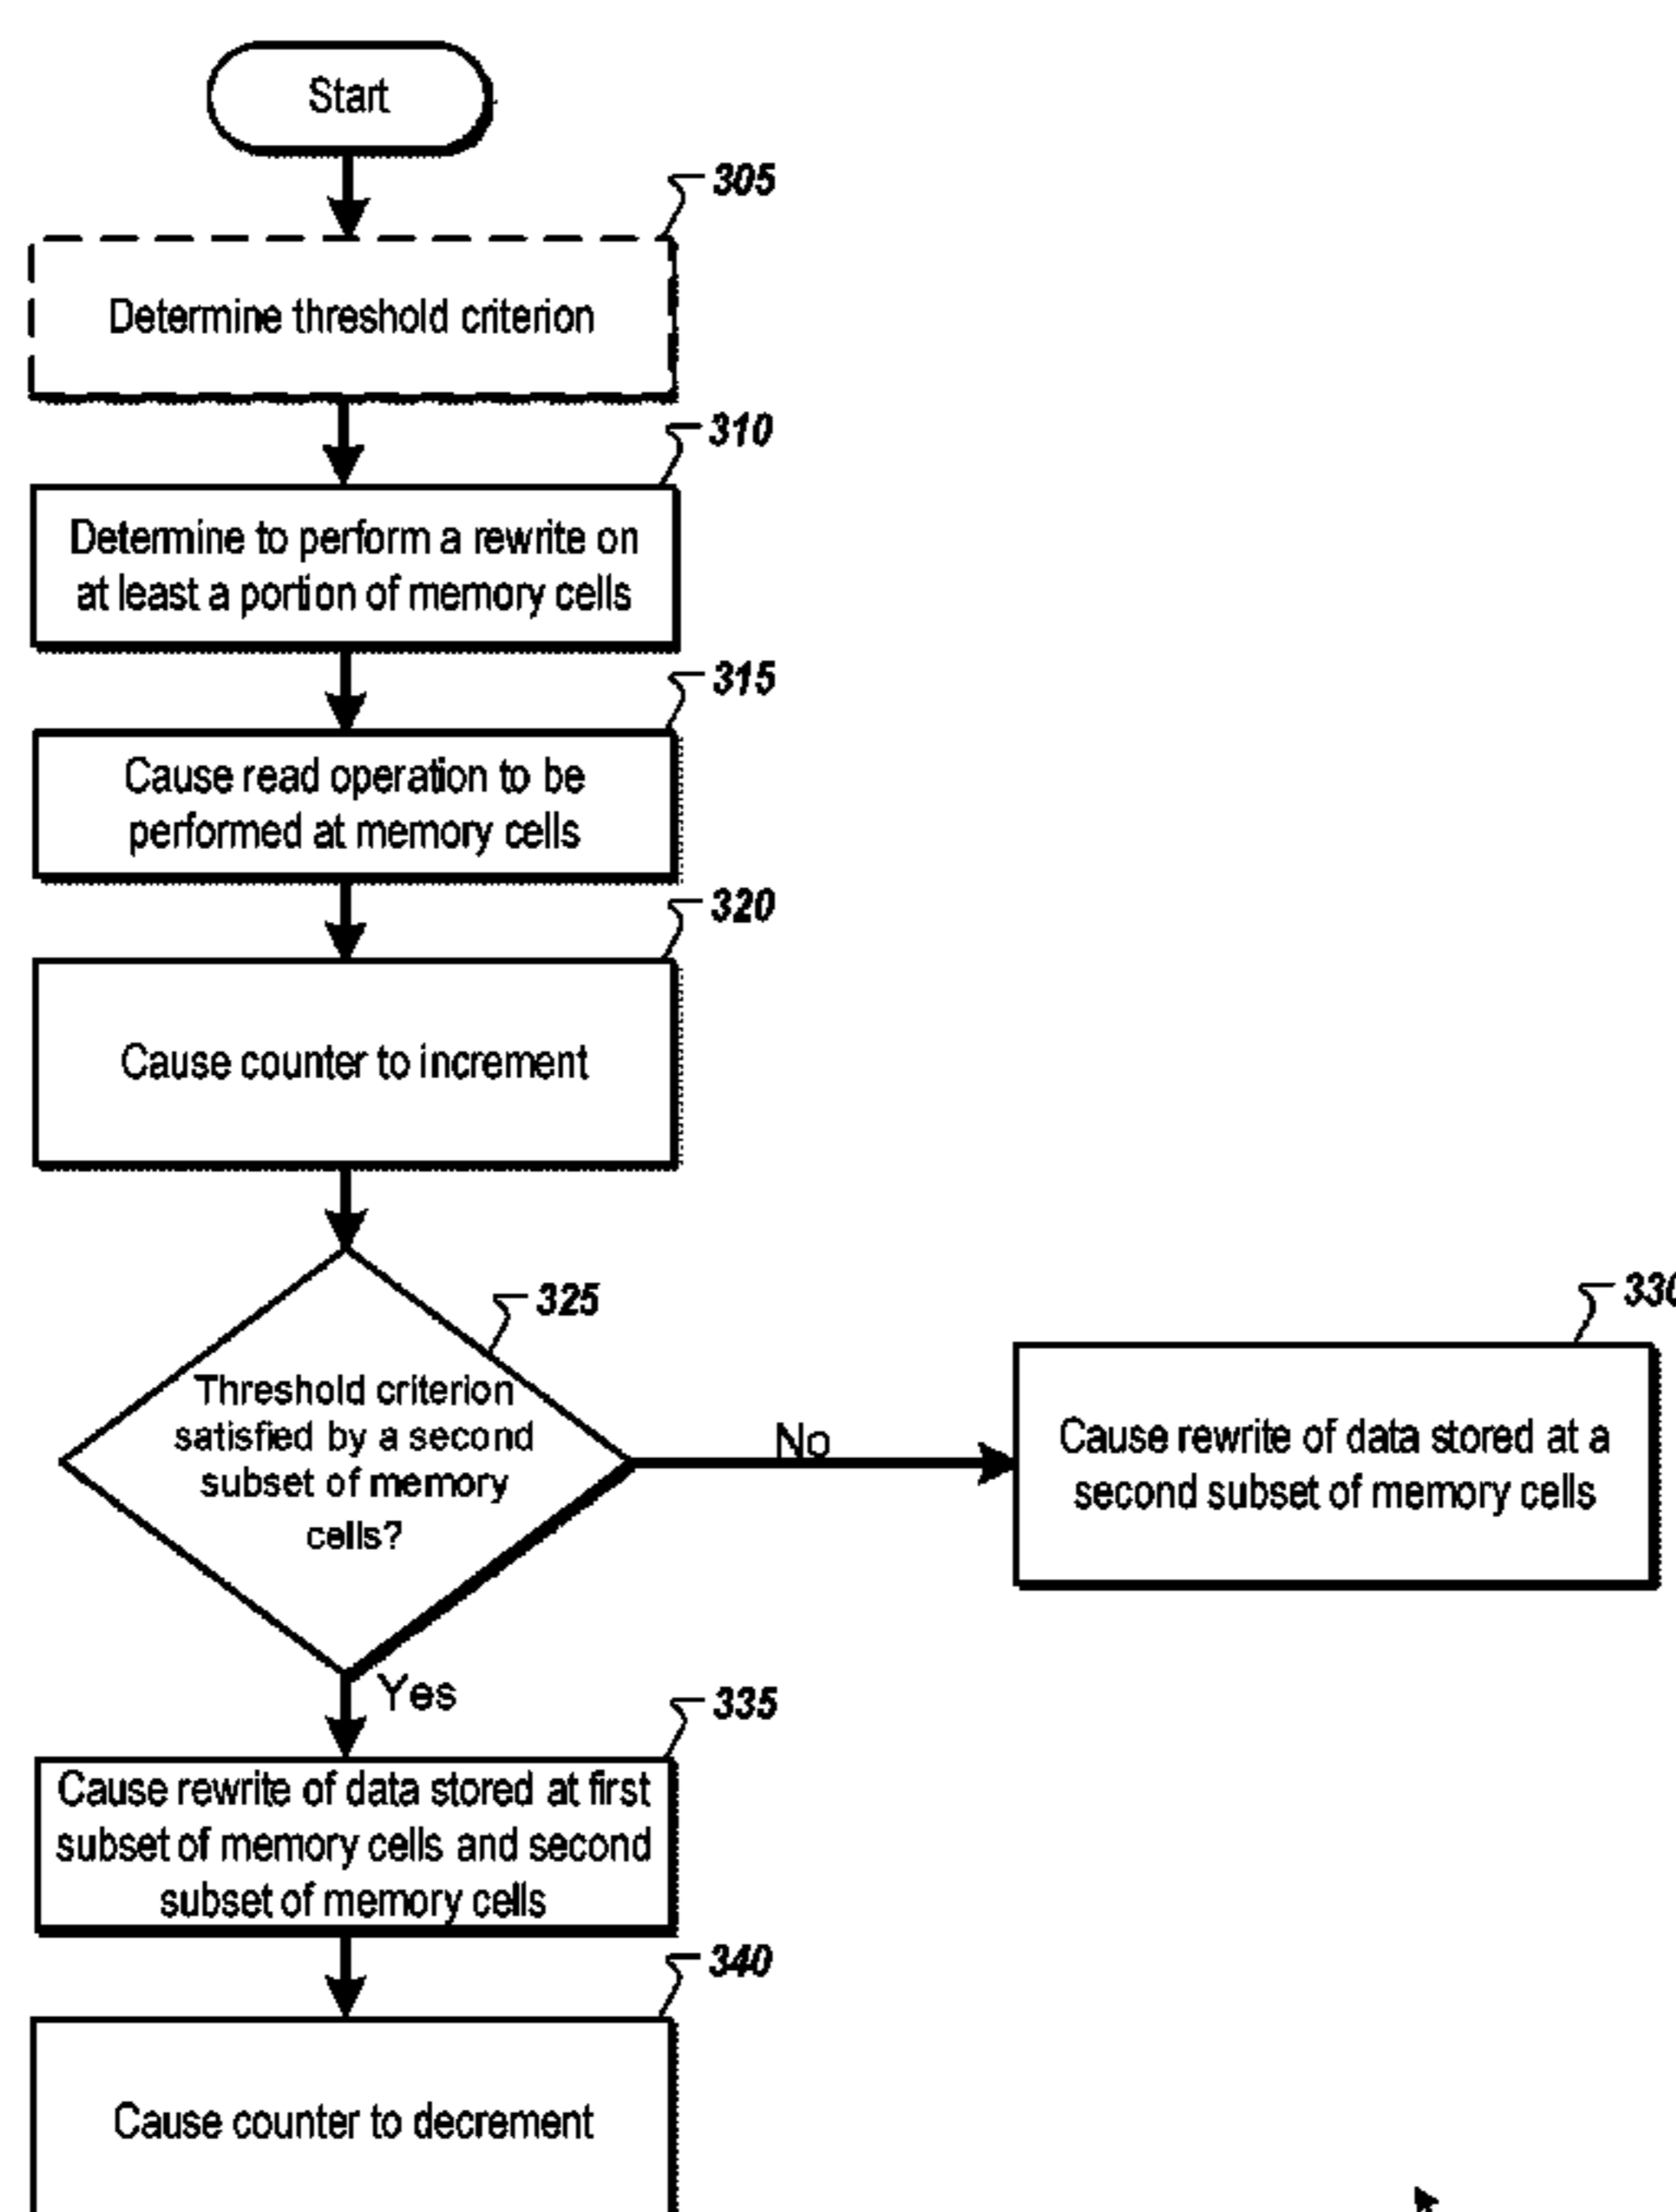 Start
305
Determine threshold criterion
310
Determine to perform a rewrite on
at least a portion of memory cells
315
Cause read operation to be
performed at memory cells
320
Cause counter to increment
325
Threshold criterion
satisfied by a second
subset of memory
cells?
No
330
Cause rewrite of data stored at a
second subset of memory cells
Yes
335
Cause rewrite of data stored at first
subset of memory cells and second
subset of memory cells
340
Cause counter to decrement